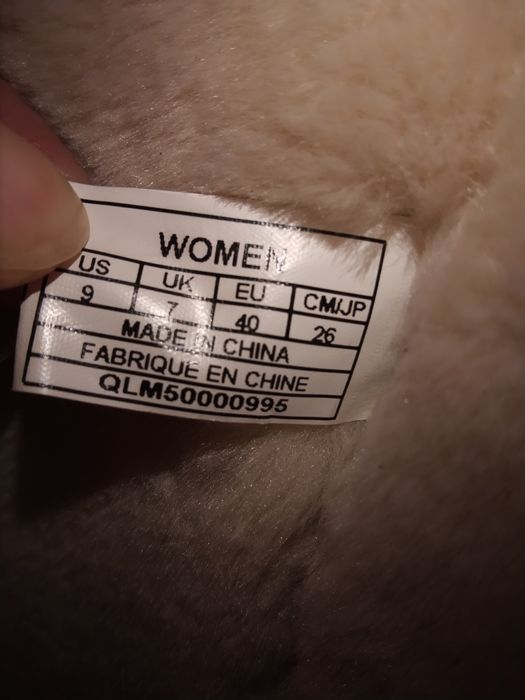 WOMEN
US UK EU CM/JP
9 7 40 26
MADE IN CHINA
FABRIQUE EN CHINE
QLM50000995